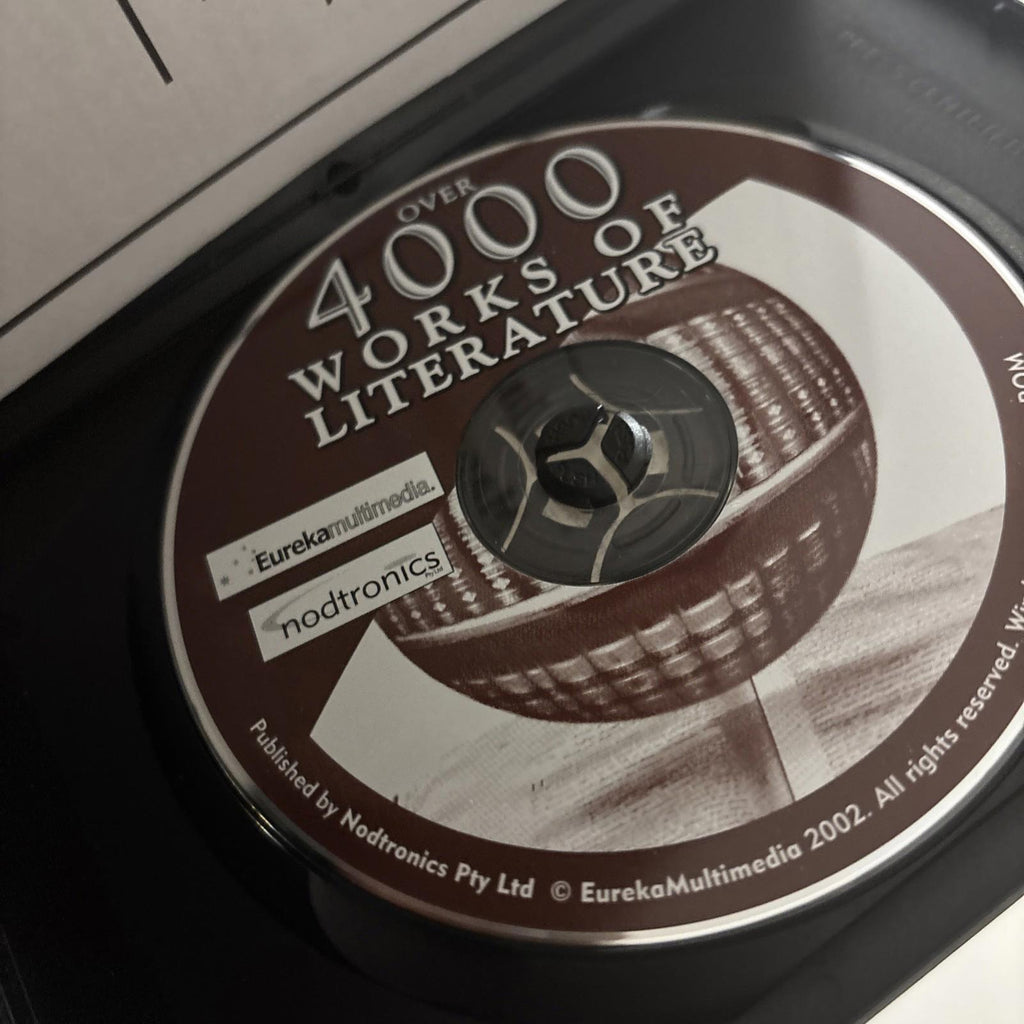 OVER
4000
WORKS OF
LITERATURE
Eurekamultimedia.
nodtronics
Pty Ltd
Published by Nodtronics Pty Ltd © EurekaMultimedia 2002. All rights reserved.